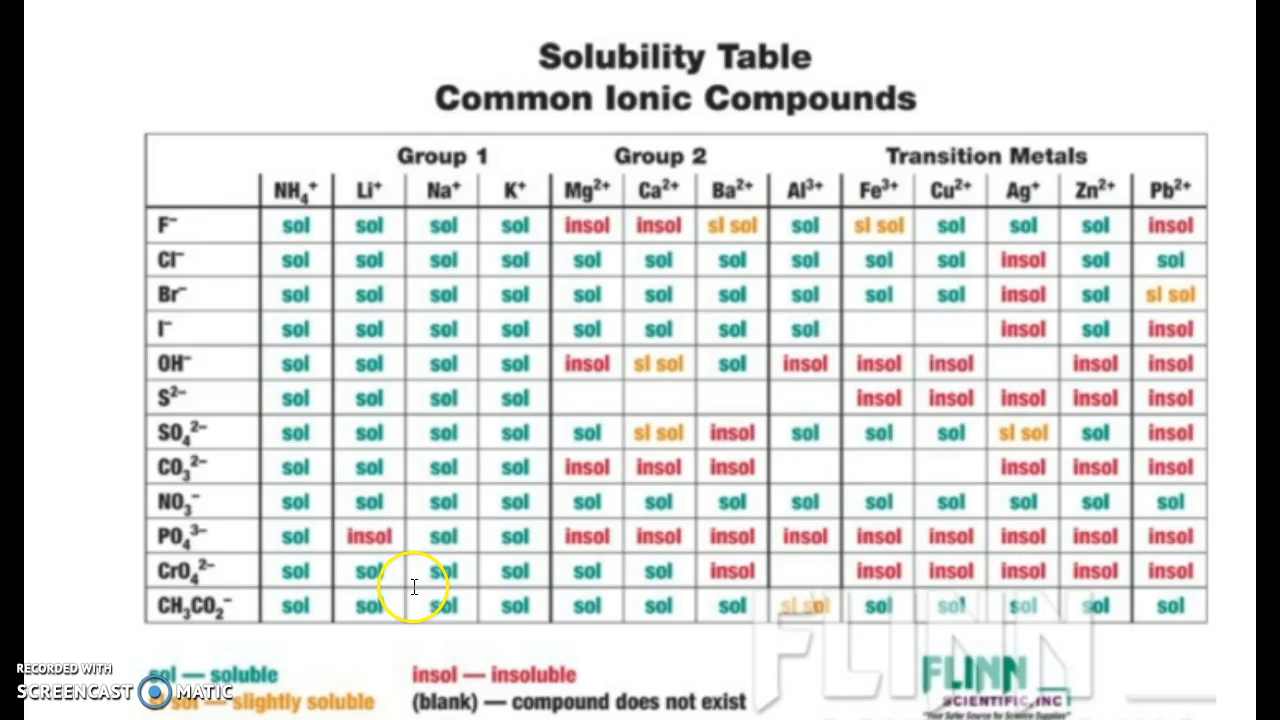 Solubility Table
Common Ionic Compounds
Group 1 Group 2 Transition Metals
NH₄⁺ Li⁺ Na⁺ K⁺ Mg²⁺ Ca²⁺ Ba²⁺ Al³⁺ Fe³⁺ Cu²⁺ Ag⁺ Zn²⁺ Pb²⁺
F⁻ sol sol sol sol insol insol sl sol sol sl sol sol sol sol insol
Cl⁻ sol sol sol sol sol sol sol sol sol sol insol sol sol
Br⁻ sol sol sol sol sol sol sol sol sol sol insol sol sl sol
I⁻ sol sol sol sol sol sol sol sol insol sol insol
OH⁻ sol sol sol sol insol sl sol sol insol insol insol insol insol
S²⁻ sol sol sol sol insol insol insol insol insol
SO₄²⁻ sol sol sol sol sol sl sol insol sol sol sol sl sol sol insol
CO₃²⁻ sol sol sol sol insol insol insol insol insol insol
NO₃⁻ sol sol sol sol sol sol sol sol sol sol sol sol sol
PO₄³⁻ sol insol sol sol insol insol insol insol insol insol insol insol insol
CrO₄²⁻ sol sol sol sol sol sol insol insol insol insol insol insol
CH₃CO₂⁻ sol sol sol sol sol sol sol sl sol sol sol sol sol sol
sol — soluble insol — insoluble
sl sol — slightly soluble (blank) — compound does not exist
FLINN
FLINN
SCIENTIFIC, INC
"Your Safer Source for Science Supplies"
RECORDED WITH
SCREENCAST MATIC